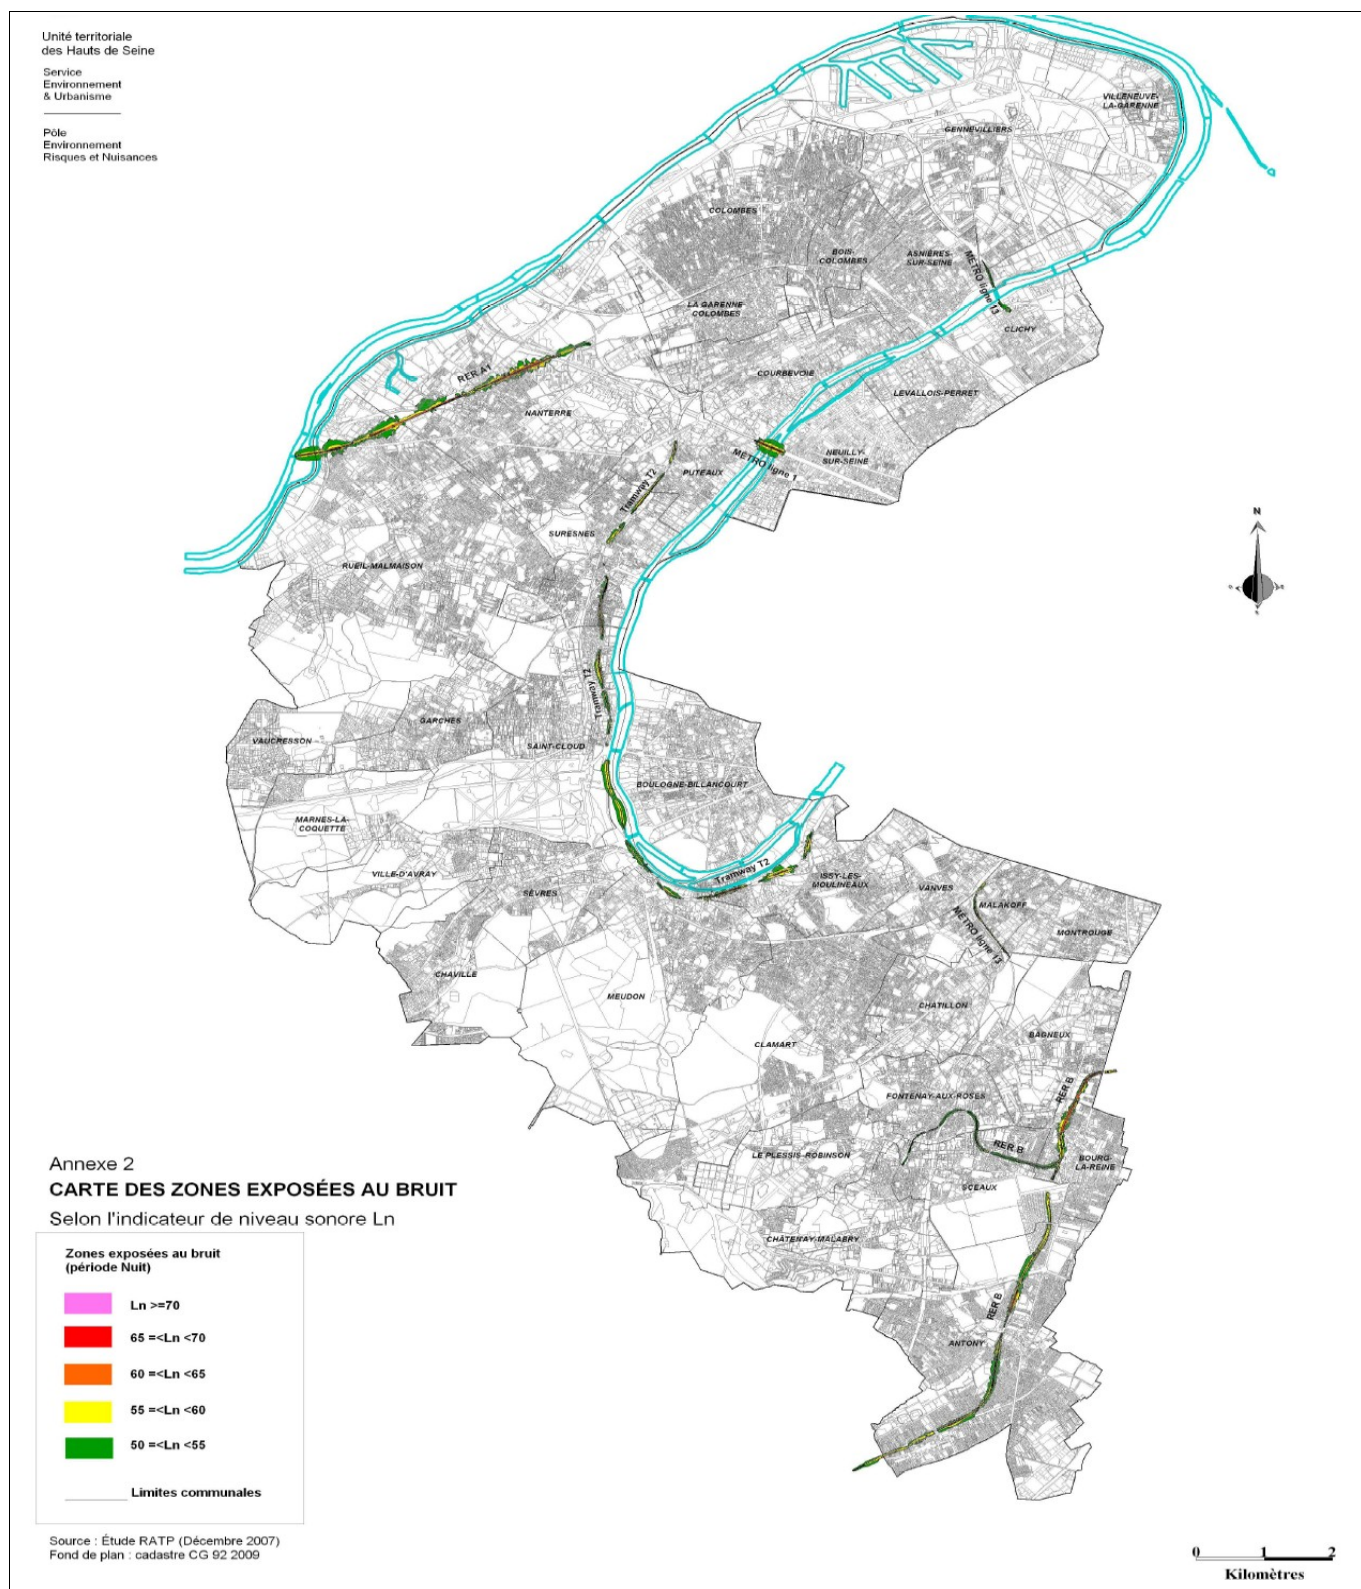 Unité territoriale
des Hauts de Seine
Service
Environnement
& Urbanisme
Pôle
Environnement
Risques et Nuisances
VILLENEUVE-
LA-GARENNE
GENNEVILLIERS
COLOMBES
BOIS-
COLOMBES
ASNIÈRES-
SUR-SEINE
MÉTRO ligne 13
LA GARENNE
COLOMBES
CLICHY
COURBEVOIE
RER A1
LEVALLOIS-PERRET
NANTERRE
NEUILLY-
SUR-SEINE
MÉTRO ligne 1
PUTEAUX
Tramway T2
SURESNES
N
RUEIL-MALMAISON
Tramway T2
GARCHES
VAUCRESSON
SAINT-CLOUD
BOULOGNE-BILLANCOURT
MARNES-LA-
COQUETTE
VILLE-D'AVRAY
Tramway T2
ISSY-LES-
MOULINEAUX
SÈVRES
VANVES
MALAKOFF
MÉTRO ligne 13
MONTROUGE
CHAVILLE
MEUDON
CHATILLON
BAGNEUX
CLAMART
RER B
FONTENAY-AUX-ROSES
RER B
LE PLESSIS-ROBINSON
BOURG-
LA-REINE
SCEAUX
CHÂTENAY-MALABRY
RER B
ANTONY
Annexe 2
CARTE DES ZONES EXPOSÉES AU BRUIT
Selon l'indicateur de niveau sonore Ln
Zones exposées au bruit
(période Nuit)
Ln >=70
65 =<Ln <70
60 =<Ln <65
55 =<Ln <60
50 =<Ln <55
Limites communales
Source : Étude RATP (Décembre 2007)
Fond de plan : cadastre CG 92 2009
0 1 2
Kilomètres